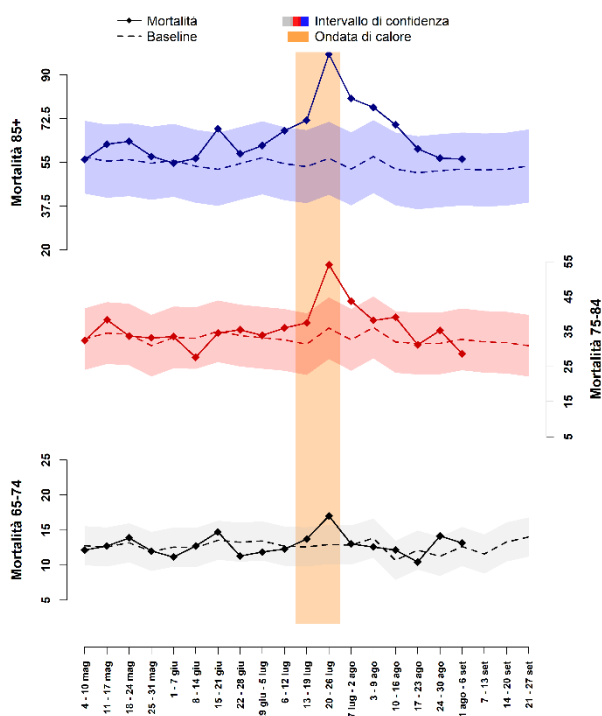 Mortalità
Intervallo di confidenza
Baseline
Ondata di calore
Mortalità 85+
90
72.5
55
37.5
20
Mortalità 75-84
55
45
35
25
15
5
Mortalità 65-74
25
20
15
10
5
4 - 10 mag
11 - 17 mag
18 - 24 mag
25 - 31 mag
1 - 7 giu
8 - 14 giu
15 - 21 giu
22 - 28 giu
9 giu - 5 lug
6 - 12 lug
13 - 19 lug
20 - 26 lug
7 lug - 2 ago
3 - 9 ago
10 - 16 ago
17 - 23 ago
24 - 30 ago
1 ago - 6 set
7 - 13 set
14 - 20 set
21 - 27 set